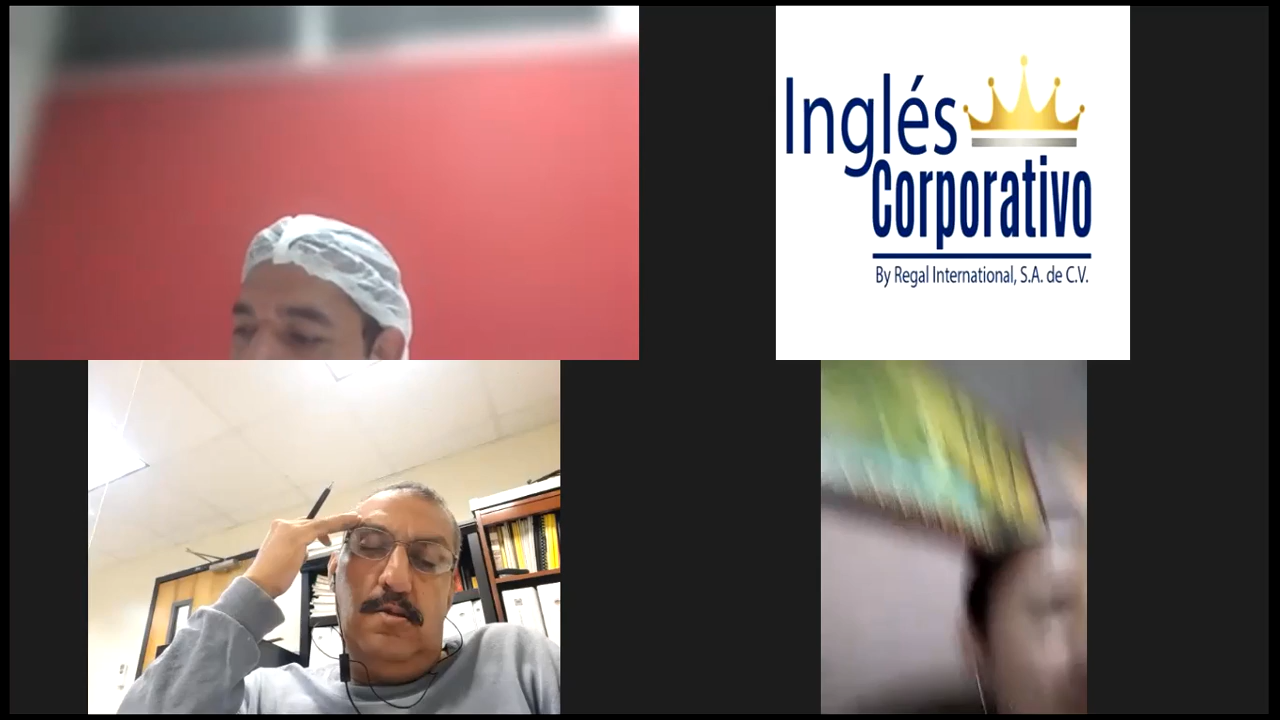 Inglés
Corporativo
By Regal International, S.A. de C.V.